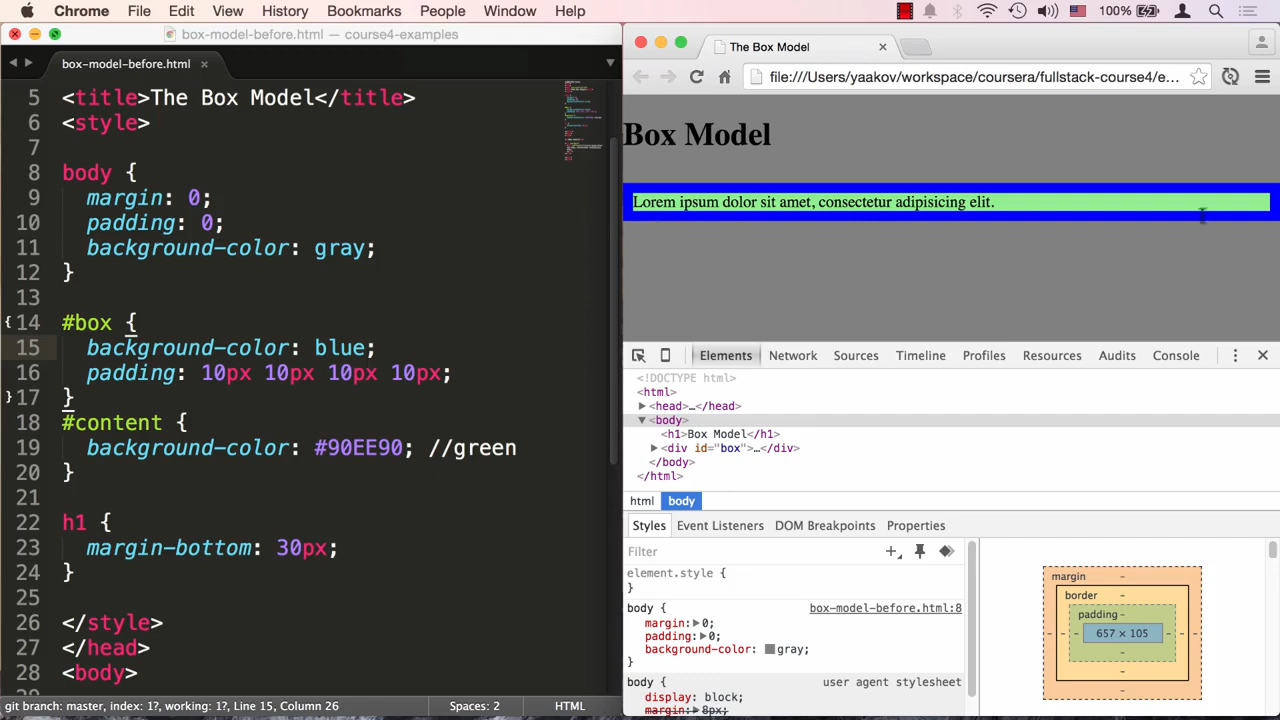 Chrome File Edit View History Bookmarks People Window Help 100%
box-model-before.html — course4-examples
box-model-before.html
5 <title>The Box Model</title>
6 <style>
7
8 body {
9 margin: 0;
10 padding: 0;
11 background-color: gray;
12 }
13
14 #box {
15 background-color: blue;
16 padding: 10px 10px 10px 10px;
17 }
18 #content {
19 background-color: #90EE90; //green
20 }
21
22 h1 {
23 margin-bottom: 30px;
24 }
25
26 </style>
27 </head>
28 <body>
git branch: master, index: 1?, working: 1?, Line 15, Column 26 Spaces: 2 HTML
The Box Model
file:///Users/yaakov/workspace/coursera/fullstack-course4/e...
Box Model
Lorem ipsum dolor sit amet, consectetur adipisicing elit.
Elements Network Sources Timeline Profiles Resources Audits Console
<!DOCTYPE html>
<html>
<head>…</head>
<body>
<h1>Box Model</h1>
<div id="box">…</div>
</body>
</html>
html body
Styles Event Listeners DOM Breakpoints Properties
Filter
element.style {
}
body { box-model-before.html:8
margin: 0;
padding: 0;
background-color: gray;
}
body { user agent stylesheet
display: block;
margin: 8px;
margin -
border -
padding -
- - - 657 × 105 - - -
-
-
-